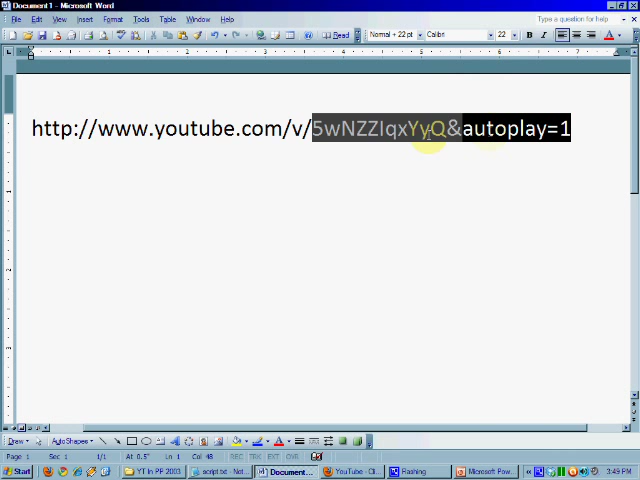 Document1 - Microsoft Word
File Edit View Insert Format Tools Table Window Help Type a question for help
Read Normal + 22 pt Calibri 22 B I
http://www.youtube.com/v/5wNZZIqxYyQ&autoplay=1
Draw AutoShapes
Page 1 Sec 1 1/1 At 0.5" Ln 1 Col 48 REC TRK EXT OVR
Start YT In PP 2003 script.txt - Not... Document... YouTube - Cli... Flashing Microsoft Pow... 3:49 PM